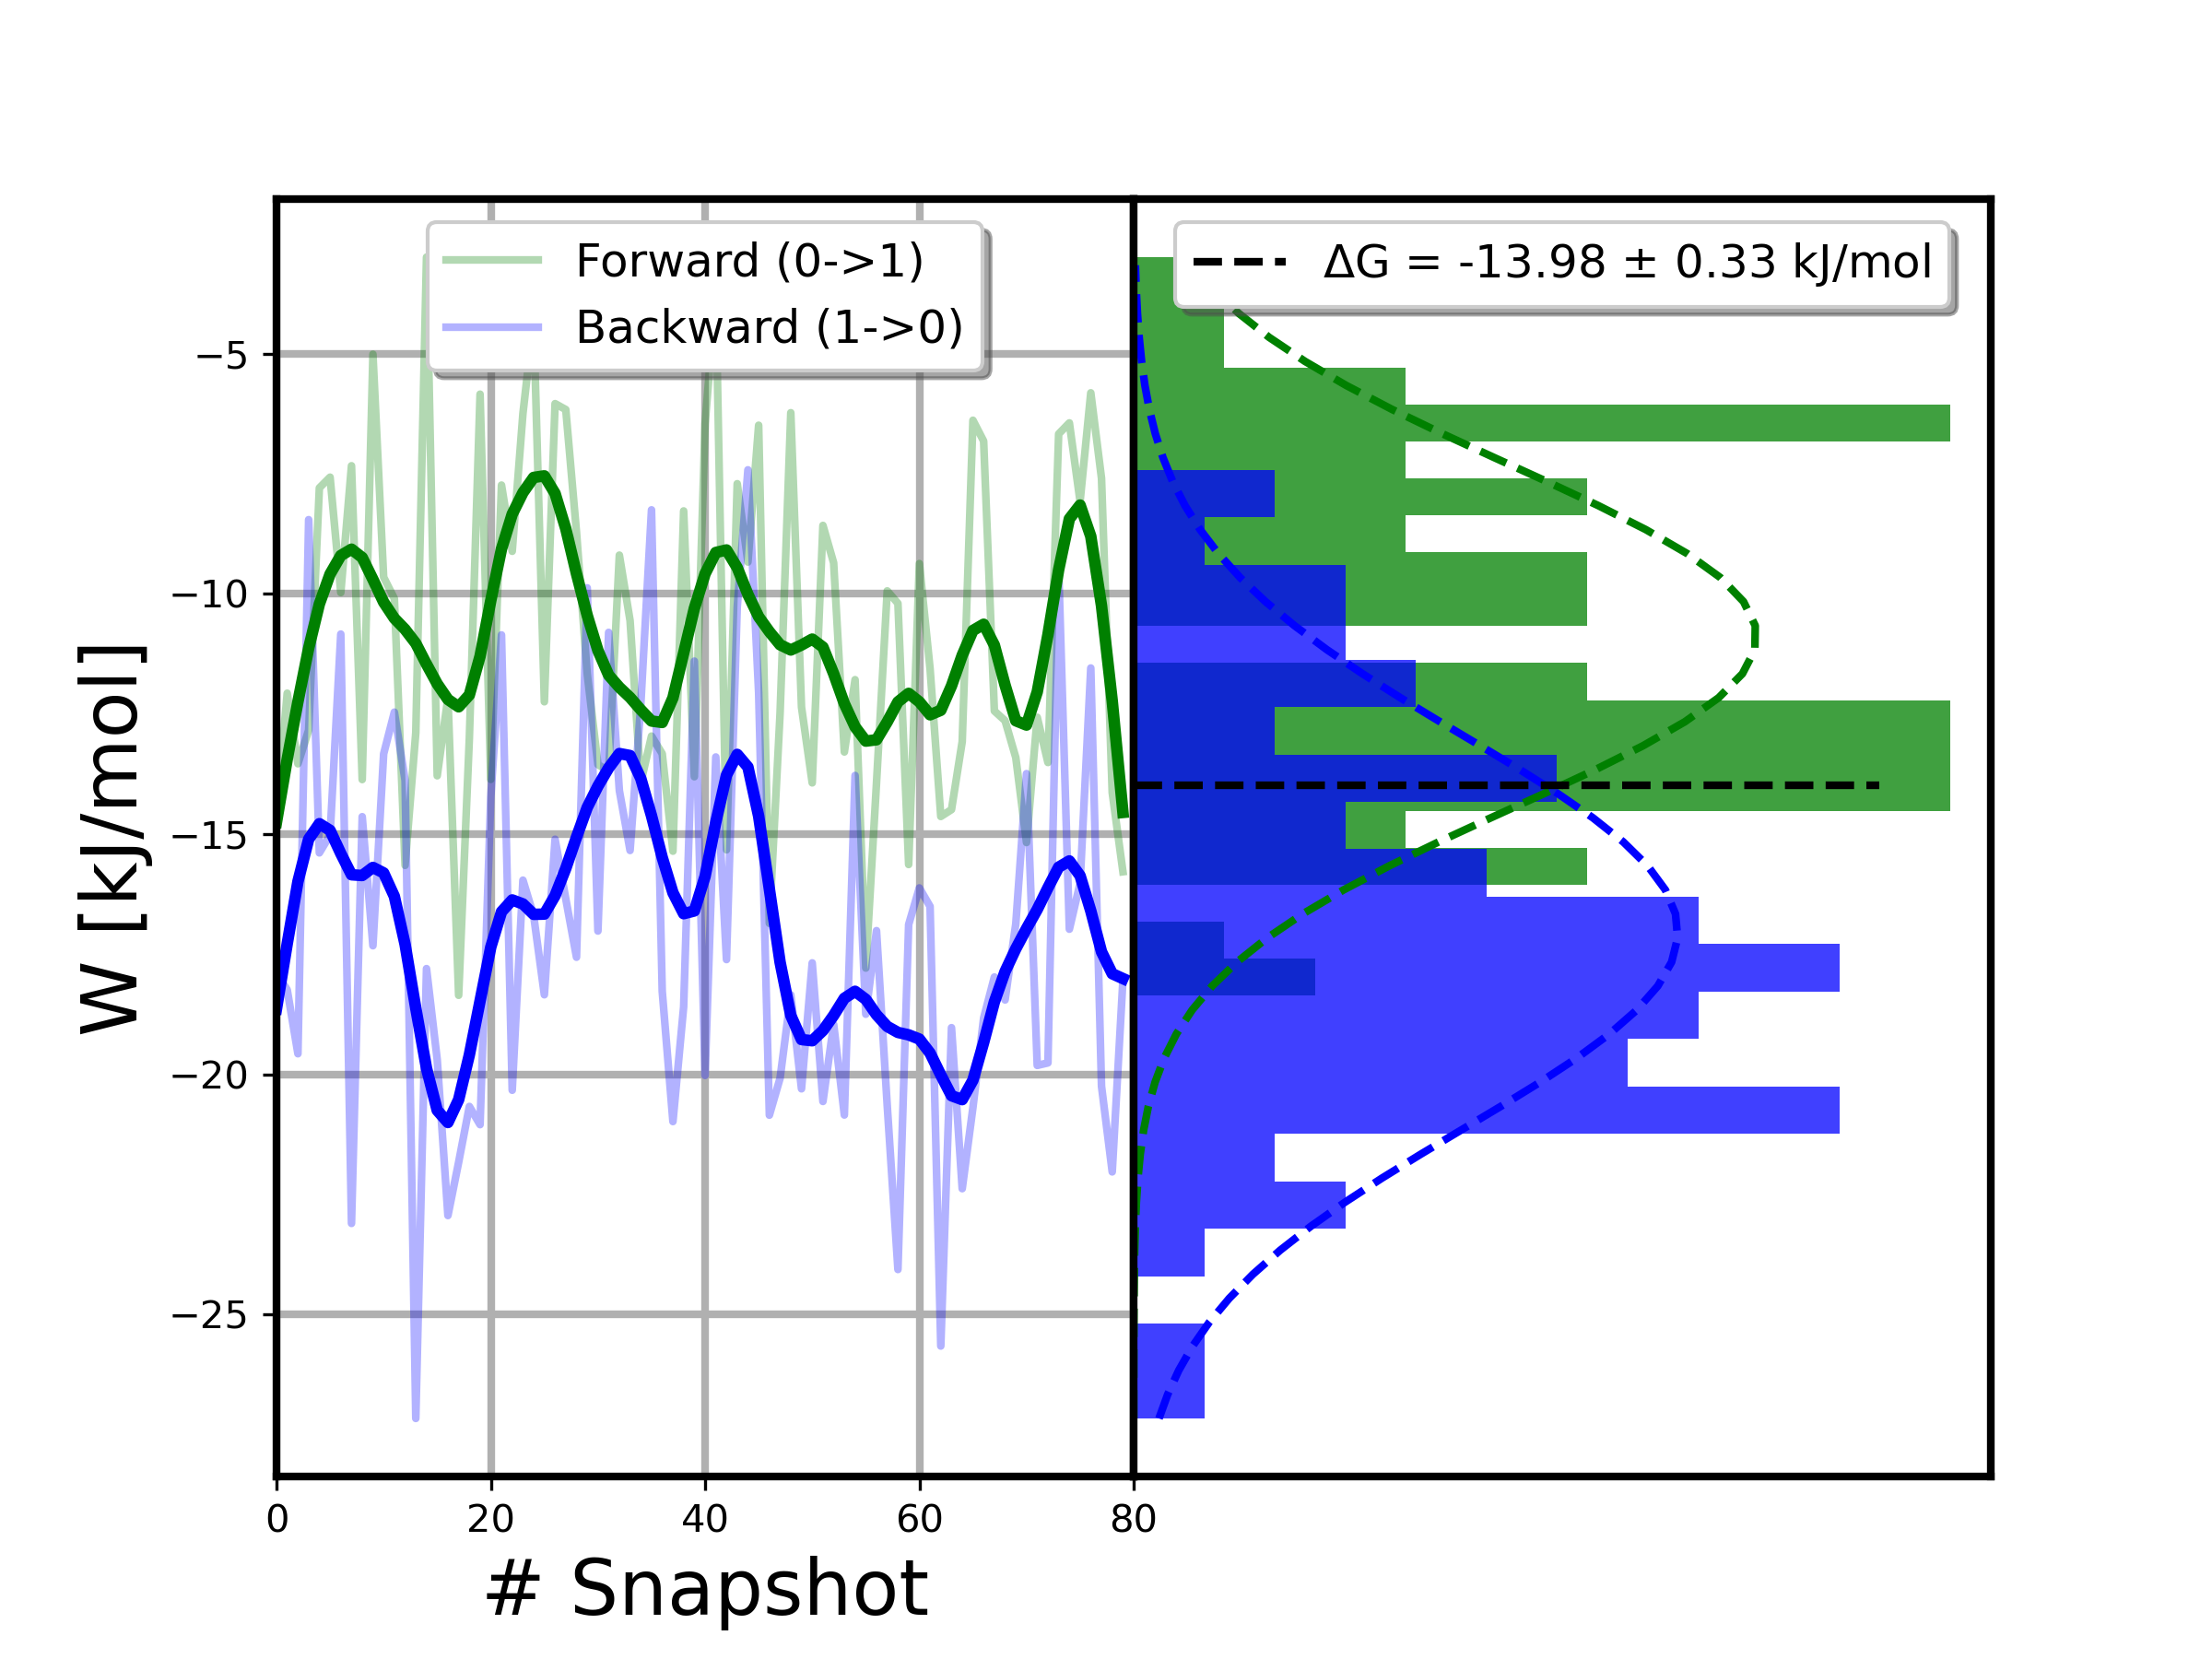 Forward (0->1)
Backward (1->0)
ΔG = -13.98 ± 0.33 kJ/mol
−5
−10
−15
−20
−25
W [kJ/mol]
0 20 40 60 80
# Snapshot